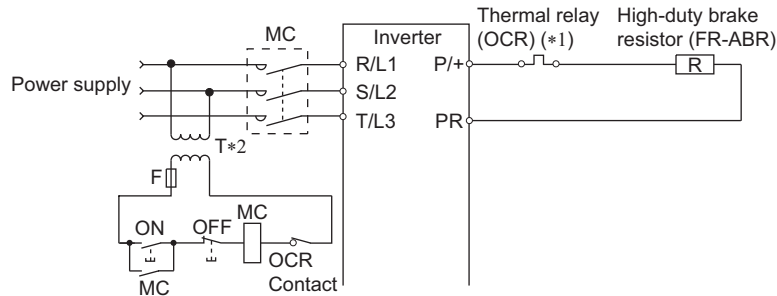 Thermal relay
(OCR) (*1)
High-duty brake
resistor (FR-ABR)
MC
Inverter
Power supply
R/L1
P/+
R
S/L2
T/L3
PR
T*2
F
MC
ON
OFF
OCR
Contact
MC